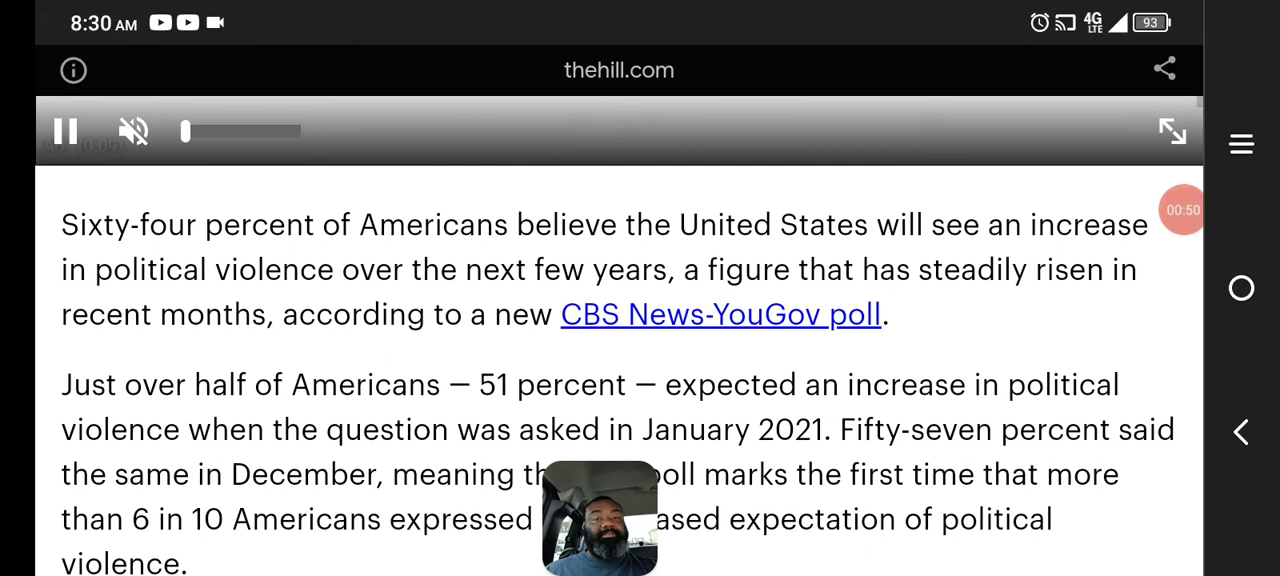 8:30 AM 4G LTE 93
thehill.com
Sixty-four percent of Americans believe the United States will see an increase
00:50
in political violence over the next few years, a figure that has steadily risen in
recent months, according to a new CBS News-YouGov poll.
Just over half of Americans — 51 percent — expected an increase in political
violence when the question was asked in January 2021. Fifty-seven percent said
the same in December, meaning th oll marks the first time that more
than 6 in 10 Americans expressed ased expectation of political
violence.